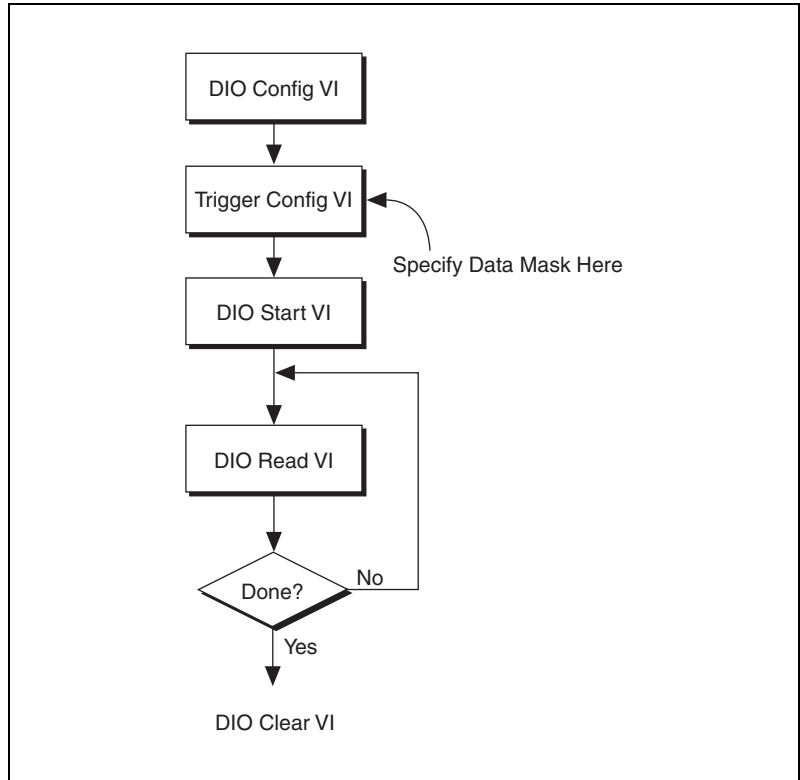 DIO Config VI
Trigger Config VI
Specify Data Mask Here
DIO Start VI
DIO Read VI
Done?
No
Yes
DIO Clear VI